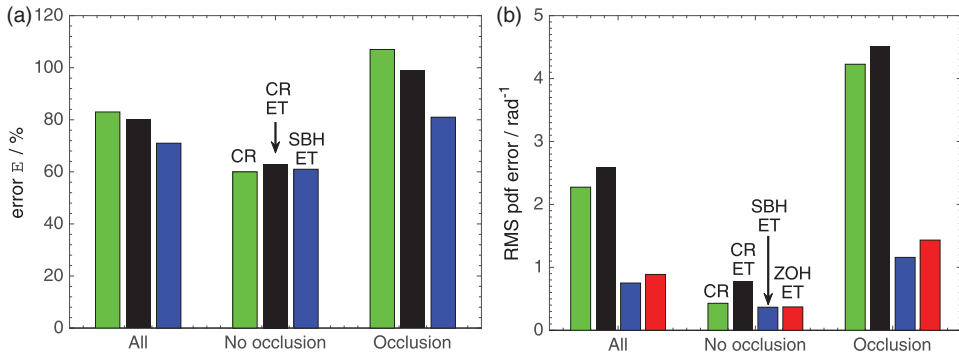 (a)
120
100
80
60
40
20
0
error E / %
CR
CR
ET
SBH
ET
All
No occlusion
Occlusion
(b)
5
4
3
2
1
0
RMS pdf error / rad⁻¹
CR
CR
ET
SBH
ET
ZOH
ET
All
No occlusion
Occlusion